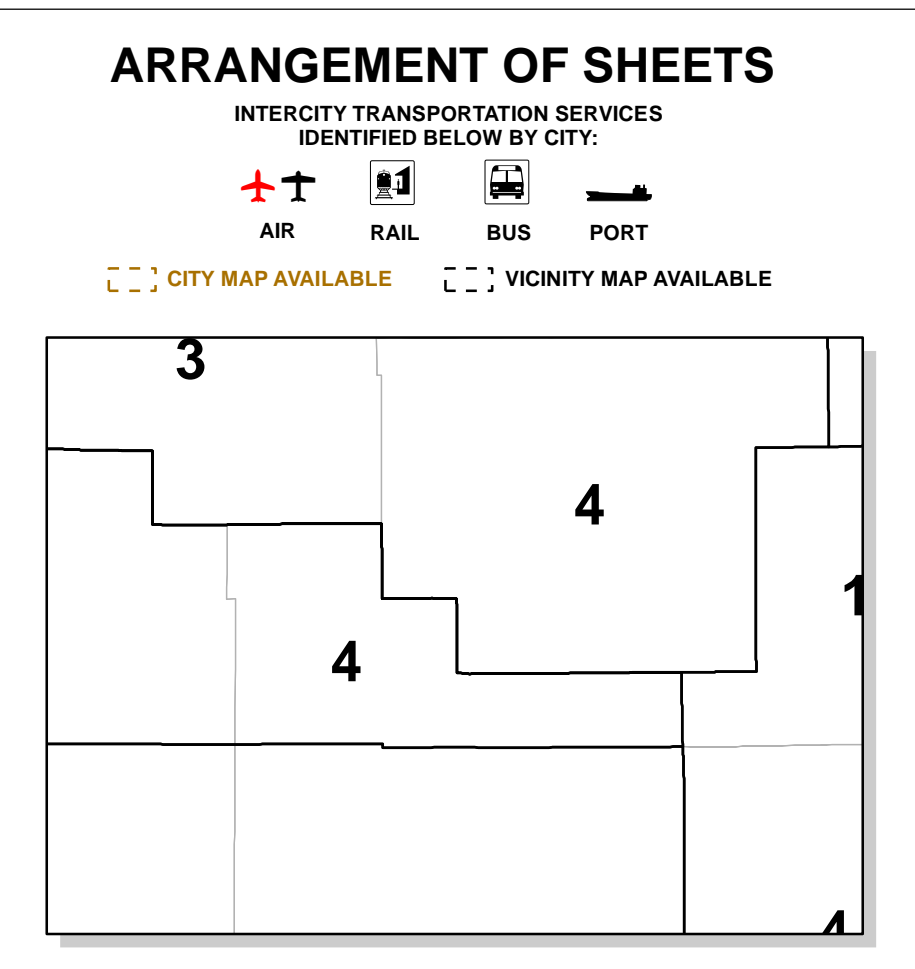 ARRANGEMENT OF SHEETS
INTERCITY TRANSPORTATION SERVICES
IDENTIFIED BELOW BY CITY:
AIR RAIL BUS PORT
CITY MAP AVAILABLE VICINITY MAP AVAILABLE
3
4
1
4
4